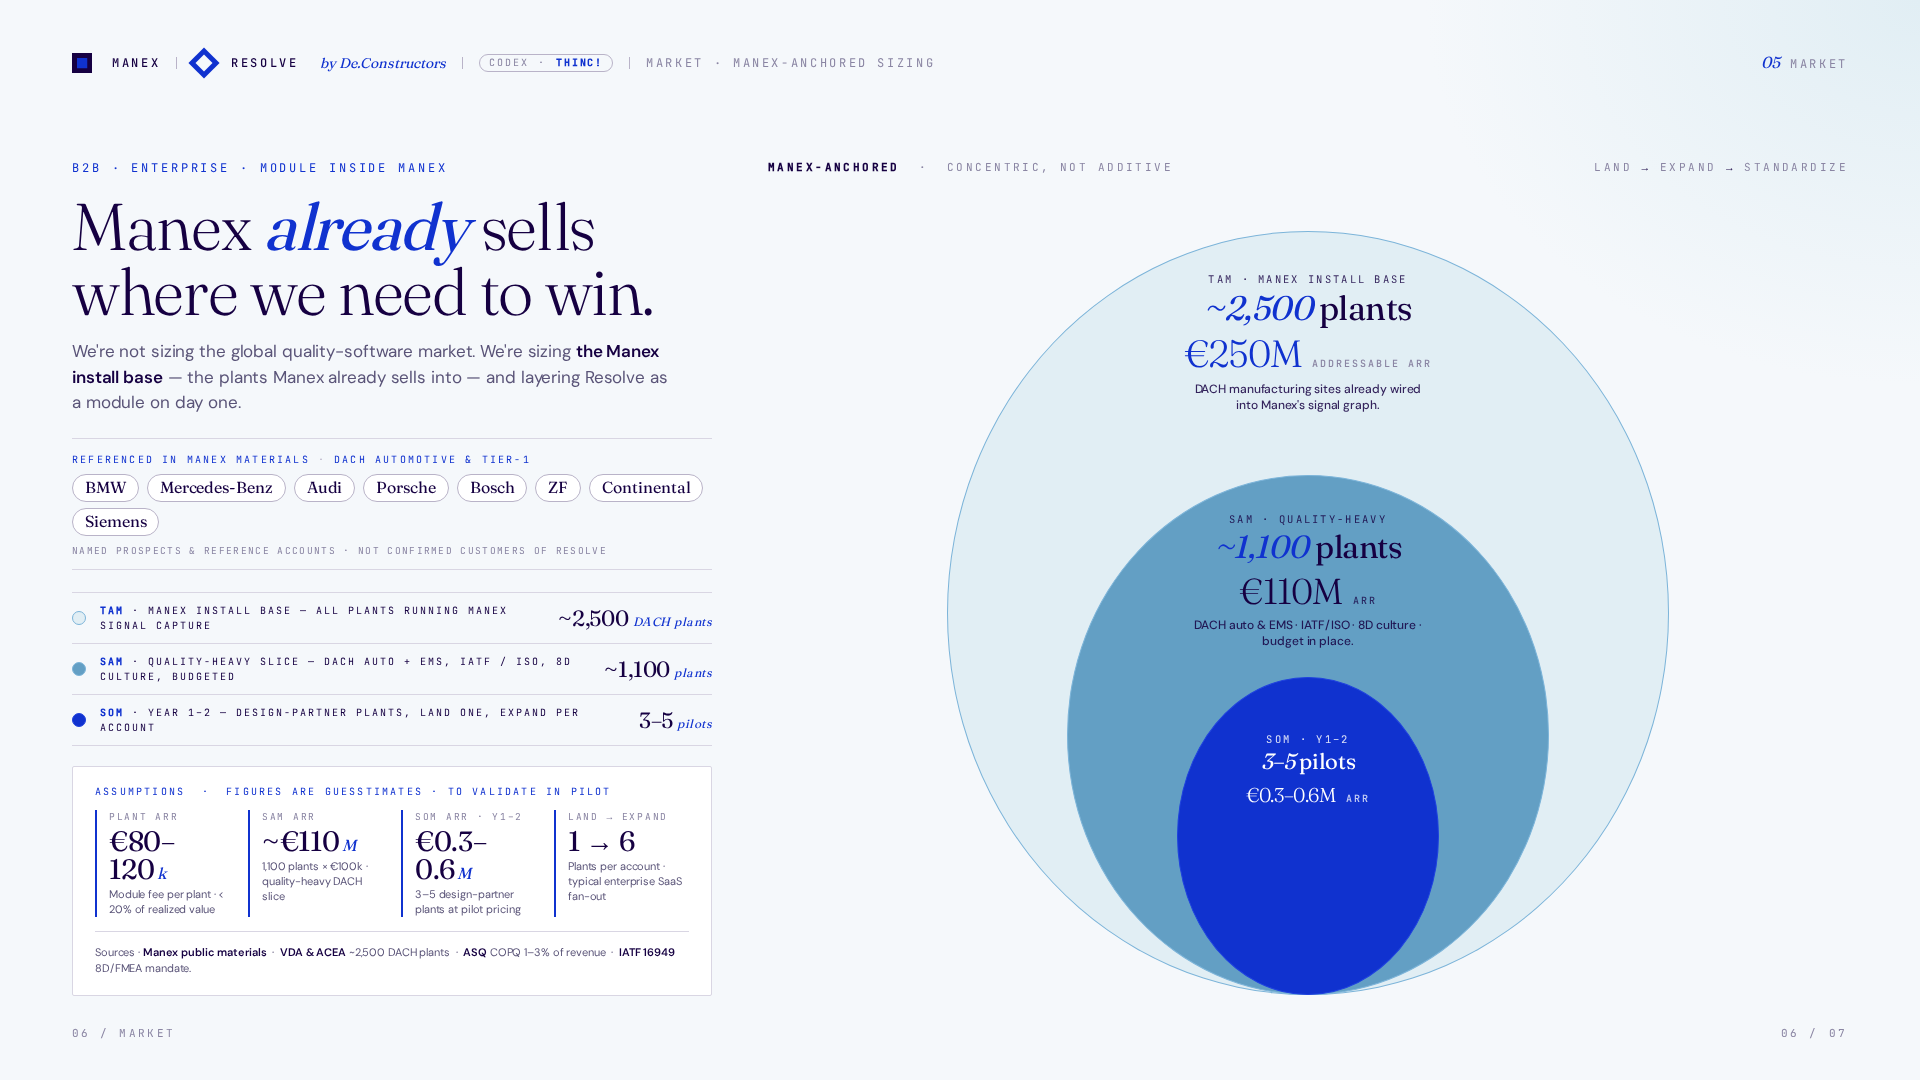 MANEX | RESOLVE by De.Constructors | CODEX · THINC! | MARKET · MANEX-ANCHORED SIZING
05 MARKET
B2B · ENTERPRISE · MODULE INSIDE MANEX
Manex already sells
where we need to win.
We're not sizing the global quality-software market. We're sizing the Manex
install base — the plants Manex already sells into — and layering Resolve as
a module on day one.
REFERENCED IN MANEX MATERIALS · DACH AUTOMOTIVE & TIER-1
BMW Mercedes-Benz Audi Porsche Bosch ZF Continental
Siemens
NAMED PROSPECTS & REFERENCE ACCOUNTS · NOT CONFIRMED CUSTOMERS OF RESOLVE
TAM · MANEX INSTALL BASE — ALL PLANTS RUNNING MANEX
SIGNAL CAPTURE
~2,500 DACH plants
SAM · QUALITY-HEAVY SLICE — DACH AUTO + EMS, IATF / ISO, 8D
CULTURE, BUDGETED
~1,100 plants
SOM · YEAR 1–2 — DESIGN-PARTNER PLANTS, LAND ONE, EXPAND PER
ACCOUNT
3–5 pilots
ASSUMPTIONS · FIGURES ARE GUESSTIMATES · TO VALIDATE IN PILOT
PLANT ARR
€80–
120 k
Module fee per plant · <
20% of realized value
SAM ARR
~€110 M
1,100 plants × €100k ·
quality-heavy DACH
slice
SOM ARR · Y1–2
€0.3–
0.6 M
3–5 design-partner
plants at pilot pricing
LAND → EXPAND
1 → 6
Plants per account ·
typical enterprise SaaS
fan-out
Sources · Manex public materials · VDA & ACEA ~2,500 DACH plants · ASQ COPQ 1–3% of revenue · IATF 16949
8D/FMEA mandate.
MANEX-ANCHORED · CONCENTRIC, NOT ADDITIVE
LAND → EXPAND → STANDARDIZE
TAM · MANEX INSTALL BASE
~2,500 plants
€250M ADDRESSABLE ARR
DACH manufacturing sites already wired
into Manex's signal graph.
SAM · QUALITY-HEAVY
~1,100 plants
€110M ARR
DACH auto & EMS · IATF/ISO · 8D culture ·
budget in place.
SOM · Y1–2
3–5 pilots
€0.3–0.6M ARR
06 / MARKET
06 / 07